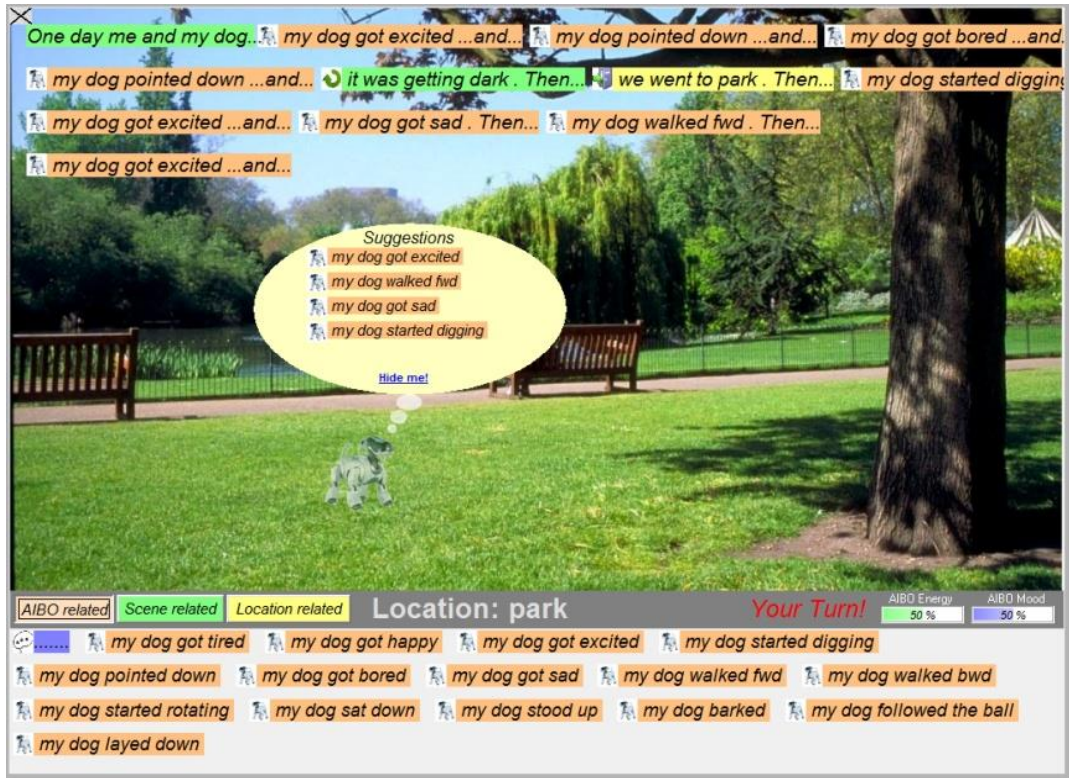 One day me and my dog... my dog got excited ...and... my dog pointed down ...and... my dog got bored ...and.
my dog pointed down ...and... it was getting dark . Then... we went to park . Then... my dog started digging
my dog got excited ...and... my dog got sad . Then... my dog walked fwd . Then...
my dog got excited ...and...
Suggestions
my dog got excited
my dog walked fwd
my dog got sad
my dog started digging
Hide me!
AIBO related Scene related Location related Location: park Your Turn! AIBO Energy 50 % AIBO Mood 50 %
....... my dog got tired my dog got happy my dog got excited my dog started digging
my dog pointed down my dog got bored my dog got sad my dog walked fwd my dog walked bwd
my dog started rotating my dog sat down my dog stood up my dog barked my dog followed the ball
my dog layed down